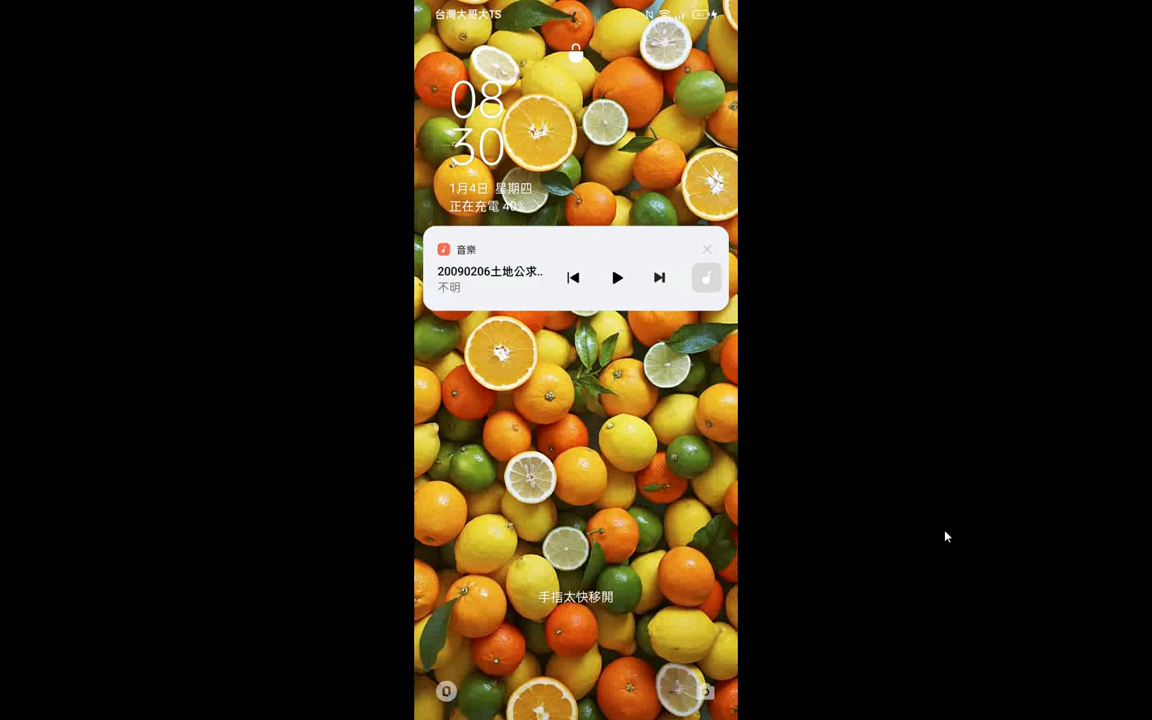 台灣大哥大TS
08
30
1月4日 星期四
正在充電 40%
音樂
20090206土地公求..
不明
手指太快移開